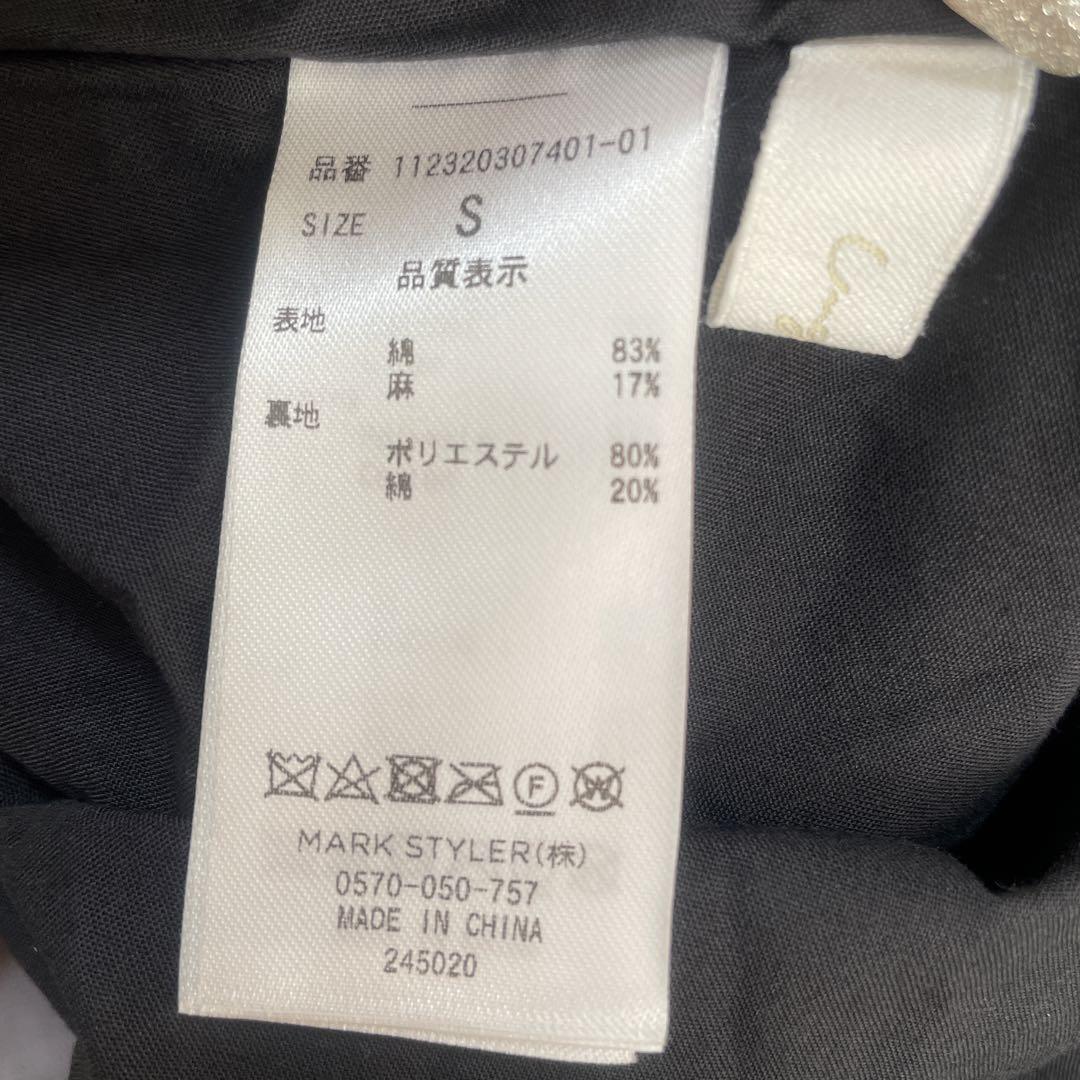 品番 112320307401-01
SIZE S
品質表示
表地
綿 83%
麻 17%
裏地
ポリエステル 80%
綿 20%
F W
MARK STYLER(株)
0570-050-757
MADE IN CHINA
245020